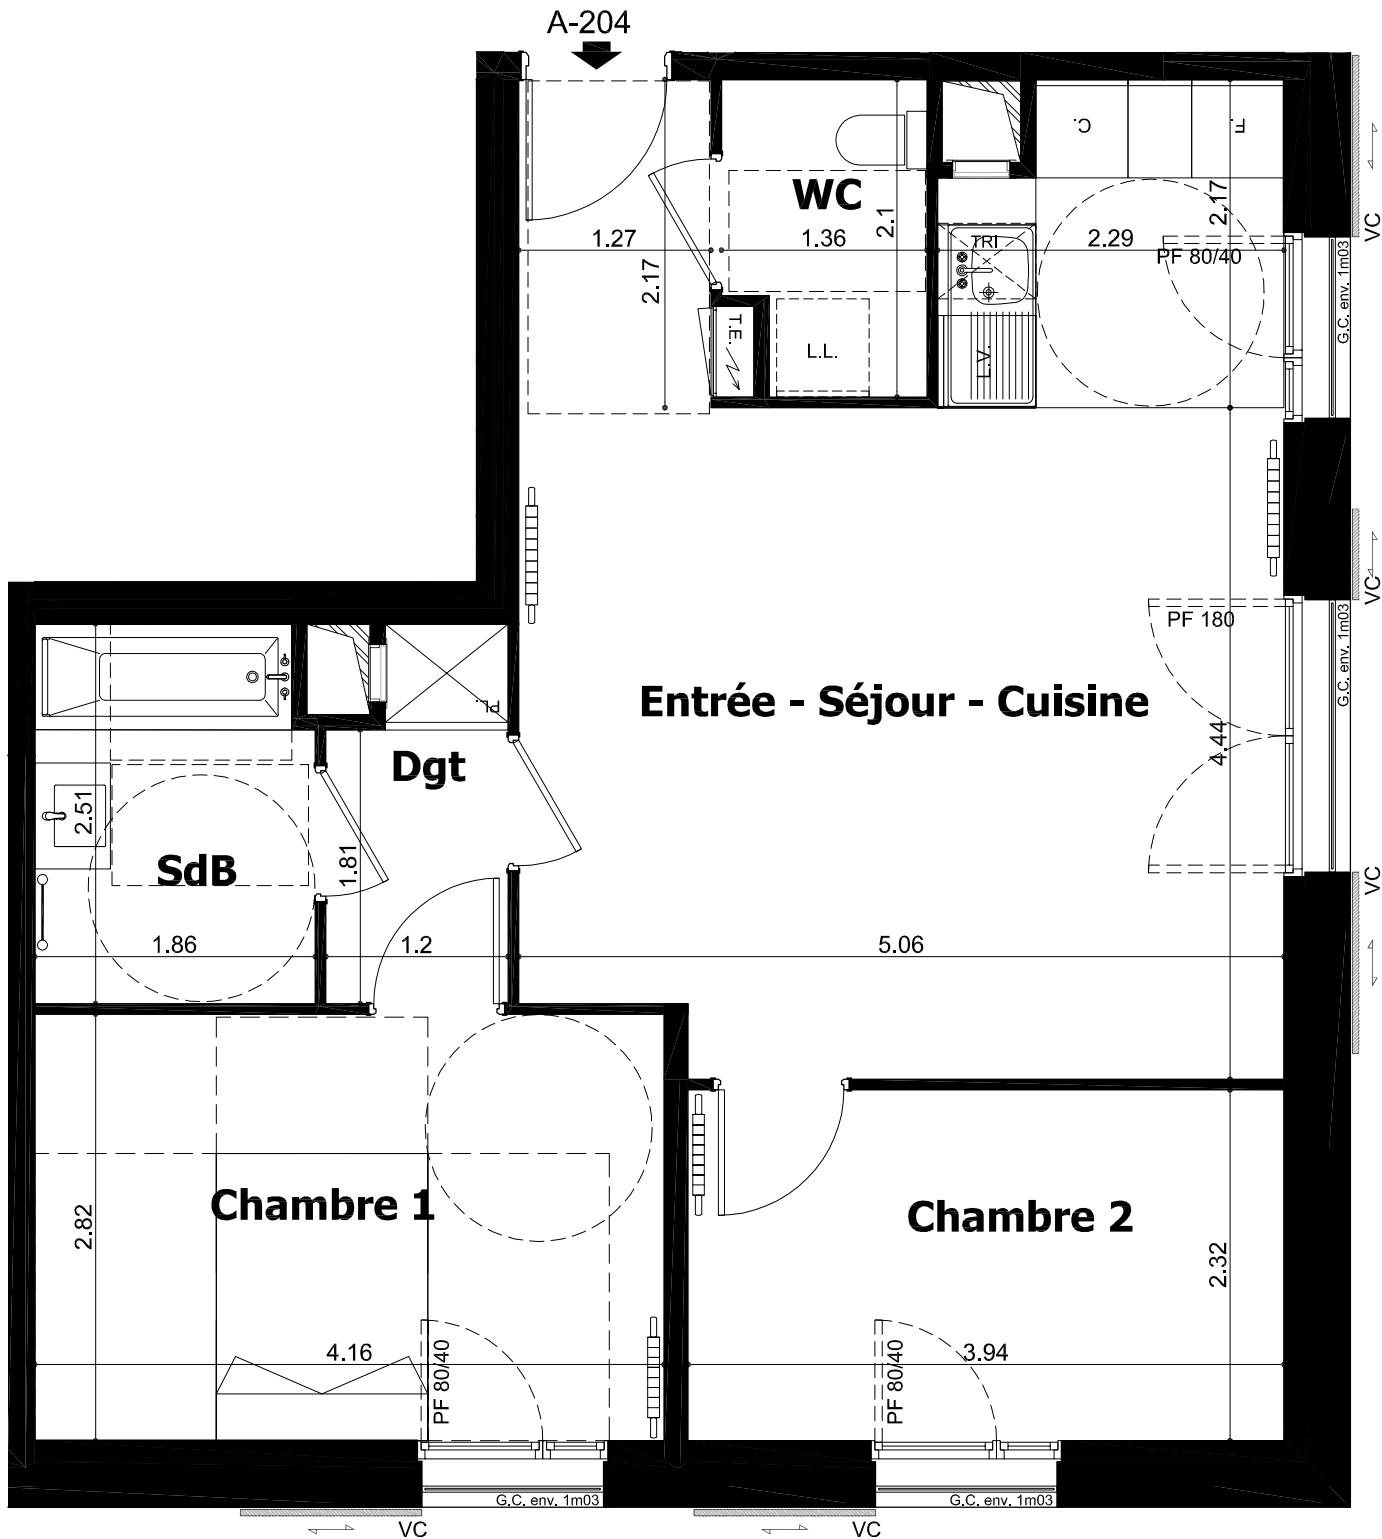 A-204
C.
F.
WC
2.1
2.17
VC
1.27
1.36
TRI
2.29
PF 80/40
2.17
G.C. env. 1m03
T.E.
L.L.
L.V.
VC
PF 180
G.C. env. 1m03
Entrée - Séjour - Cuisine
PL.
4.44
Dgt
2.51
SdB
1.81
VC
1.86
1.2
5.06
Chambre 1
Chambre 2
2.82
2.32
4.16
PF 80/40
3.94
PF 80/40
G.C. env. 1m03
G.C. env. 1m03
VC
VC